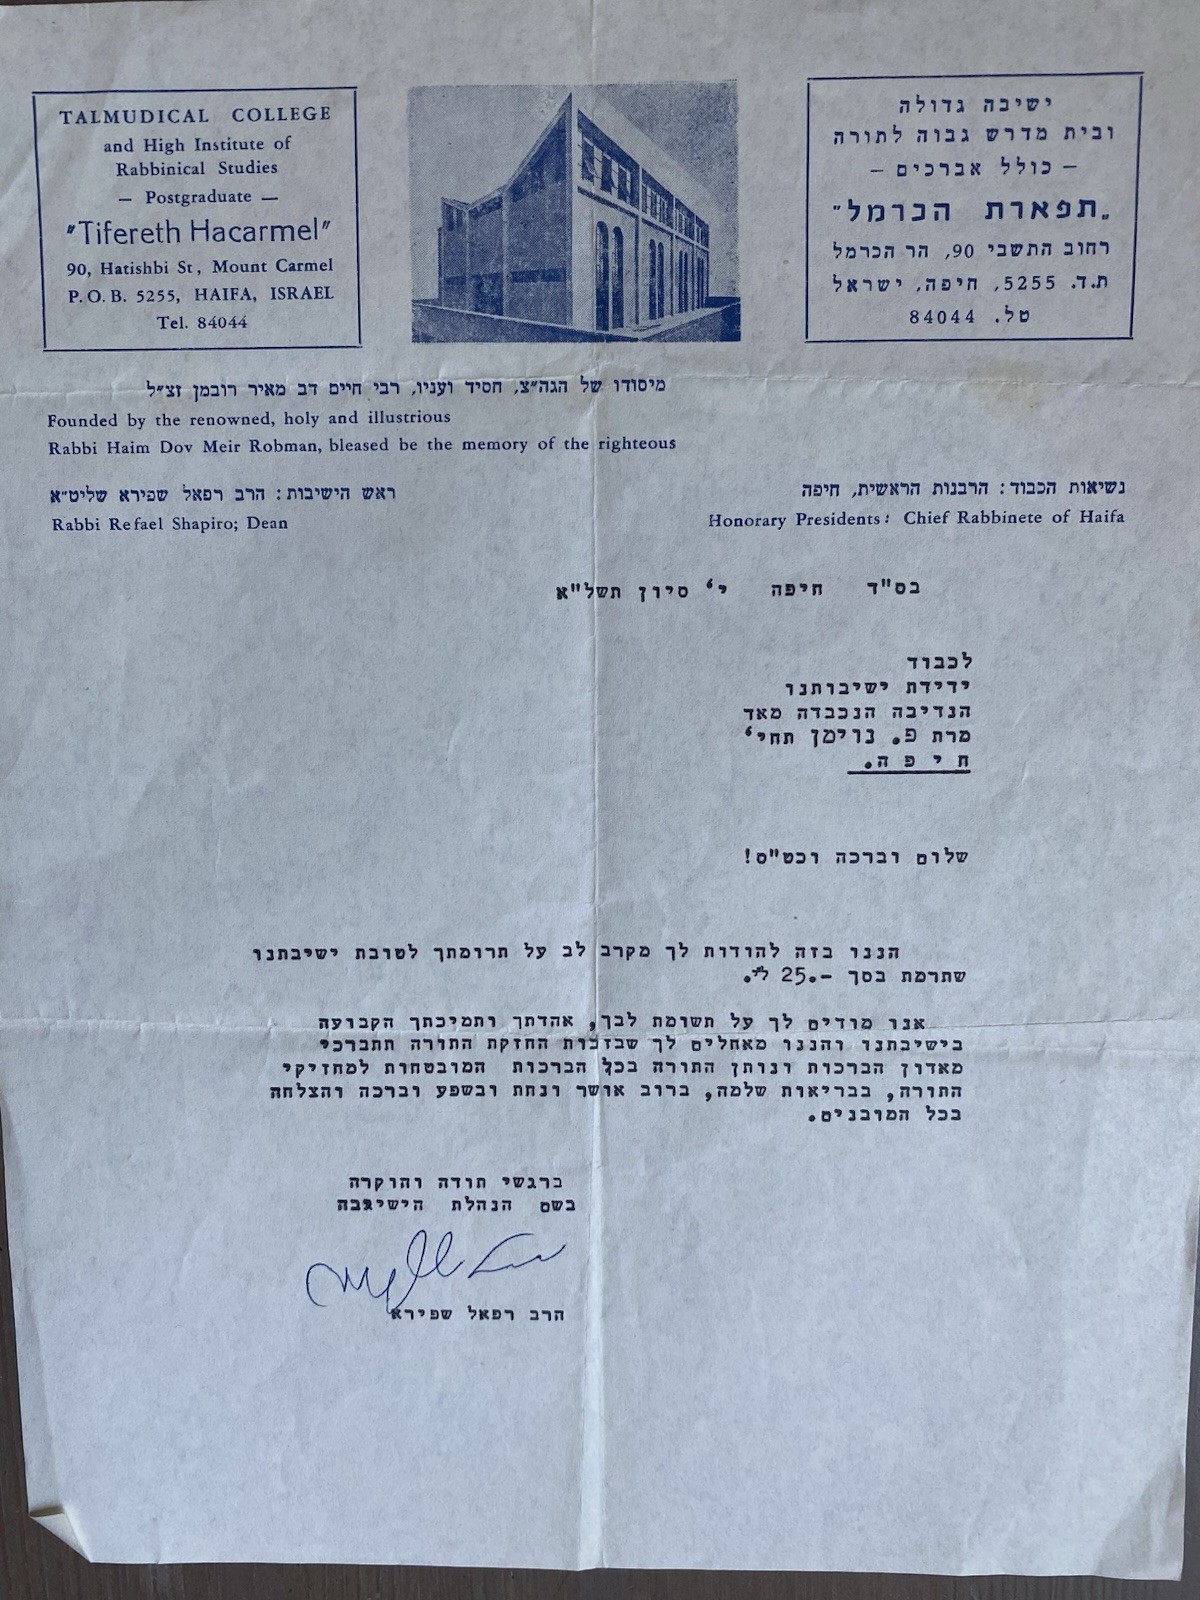 TALMUDICAL COLLEGE
and High Institute of
Rabbinical Studies
— Postgraduate —
"Tifereth Hacarmel"
90, Hatishbi St, Mount Carmel
P.O.B. 5255, HAIFA, ISRAEL
Tel. 84044
ישיבה גדולה
ובית מדרש גבוה לתורה
— כולל אברכים —
„תפארת הכרמל"
רחוב התשבי 90, הר הכרמל
ת.ד. 5255, חיפה, ישראל
טל. 84044
מיסודו של הגה״צ, חסיד ועניו, רבי חיים דב מאיר רובמן זצ״ל
Founded by the renowned, holy and illustrious
Rabbi Haim Dov Meir Robman, bleased be the memory of the righteous
נשיאות הכבוד: הרבנות הראשית, חיפה
Honorary Presidents: Chief Rabbinete of Haifa
ראש הישיבות: הרב רפאל שפירא שליט״א
Rabbi Refael Shapiro; Dean
בס"ד חיפה י' סיון תשל"א
לכבוד
ידידת ישיבותנו
הנדיבה הנכבדה מאד
מרת פ. נוימן תחי'
ח י פ ה.
שלום וברכה וכט"ס!
הננו בזה להודות לך מקרב לב על תרומתך לטובת ישיבתנו
שתרמת בסך -.25 ל"י.
אנו מודים לך על תשומת לבך, אהדתך ותמיכתך הקבועה
בישיבתנו והננו מאחלים לך שבזכות החזקת התורה תתברכי
מאדון הברכות ונותן התורה בכל הברכות המובטחות למחזיקי
התורה, בבריאות שלמה, ברוב אושר ונחת ובשפע וברכה והצלחה
בכל המובנים.
ברגשי תודה והוקרה
בשם הנהלת הישיבה
הרב רפאל שפירא